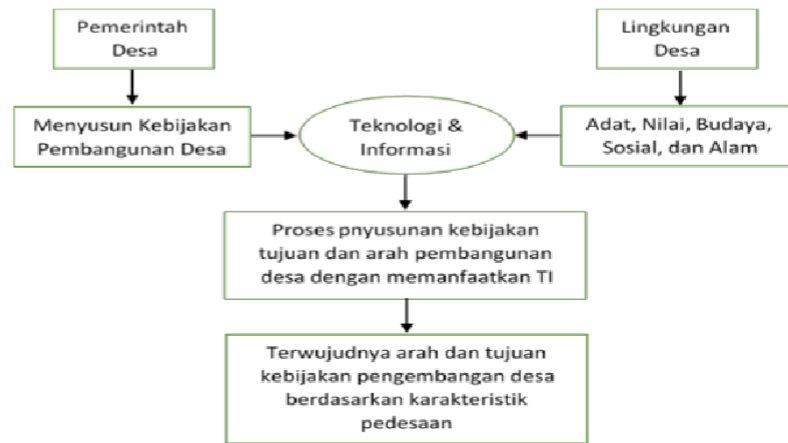 Pemerintah
Desa
Lingkungan
Desa
Menyusun Kebijakan
Pembangunan Desa
Teknologi &
Informasi
Adat, Nilai, Budaya,
Sosial, dan Alam
Proses pnyusunan kebijakan
tujuan dan arah pembangunan
desa dengan memanfaatkan TI
Terwujudnya arah dan tujuan
kebijakan pengembangan desa
berdasarkan karakteristik
pedesaan